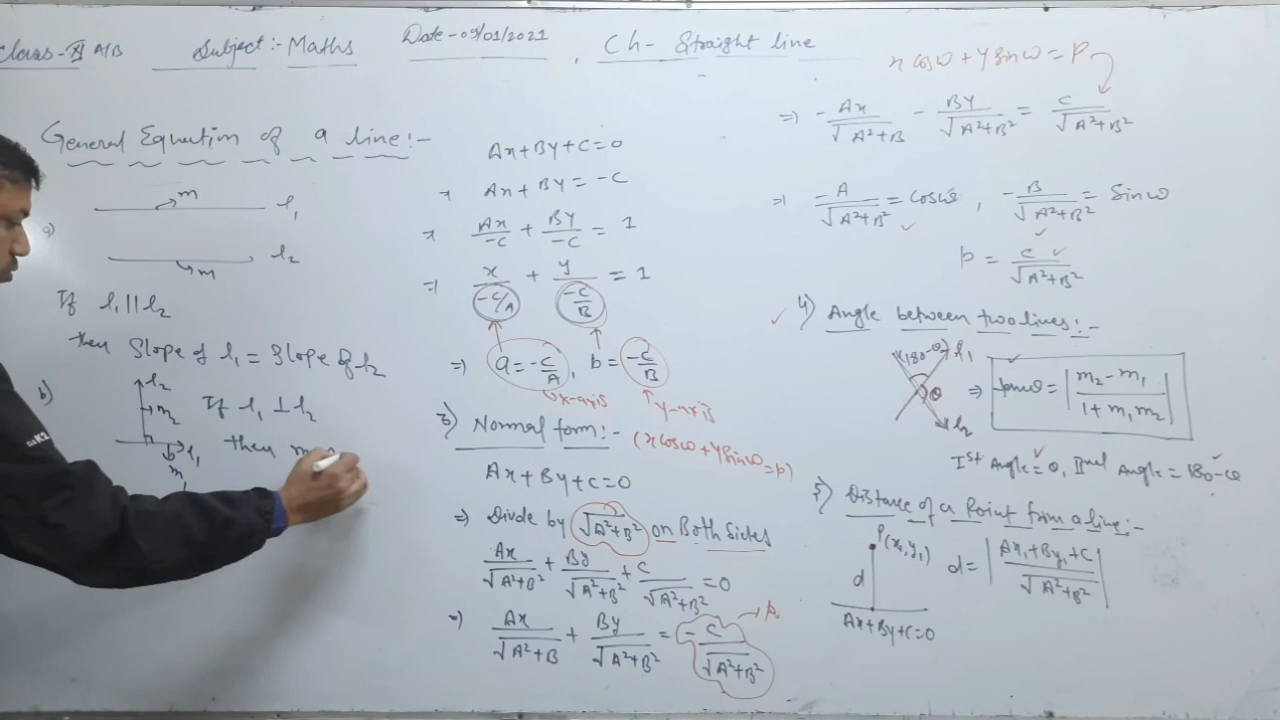 Class-XI A/B Subject:- Maths Date-09/01/2021, Ch- Straight line
General Equation of a line:-
a)
m l₁
m l₂
If l₁ || l₂
then Slope of l₁ = Slope of l₂
b)
l₂
m₂
l₁
m₁
If l₁ ⊥ l₂
then m
Ax+By+C=0
⇒ Ax+By = -C
⇒ Ax/-C + By/-C = 1
⇒ x/(-C/A) + y/(-C/B) = 1
⇒ a = -C/A, b = -C/B
x-axis y-axis
3) Normal form:- (x cosω + y sinω = p)
Ax+By+C=0
⇒ Divide by √A²+B² on Both sides
Ax/√A²+B² + By/√A²+B² + C/√A²+B² = 0
⇒ Ax/√A²+B + By/√A²+B² = -C/√A²+B² → p
x cosω + y sinω = P
⇒ -Ax/√A²+B - By/√A²+B² = C/√A²+B²
⇒ -A/√A²+B² = cosω, -B/√A²+B² = Sinω
p = C/√A²+B²
4) Angle between two lines:-
(180-θ) l₁
θ
l₂
⇒ tanθ = |m₂ - m₁ / 1 + m₁m₂|
Iˢᵗ Angle = θ, IIⁿᵈ Angle = 180-θ
5) Distance of a Point from a line:-
P(x₁,y₁)
d
d = |Ax₁+By₁+C / √A²+B²|
Ax+By+C=0